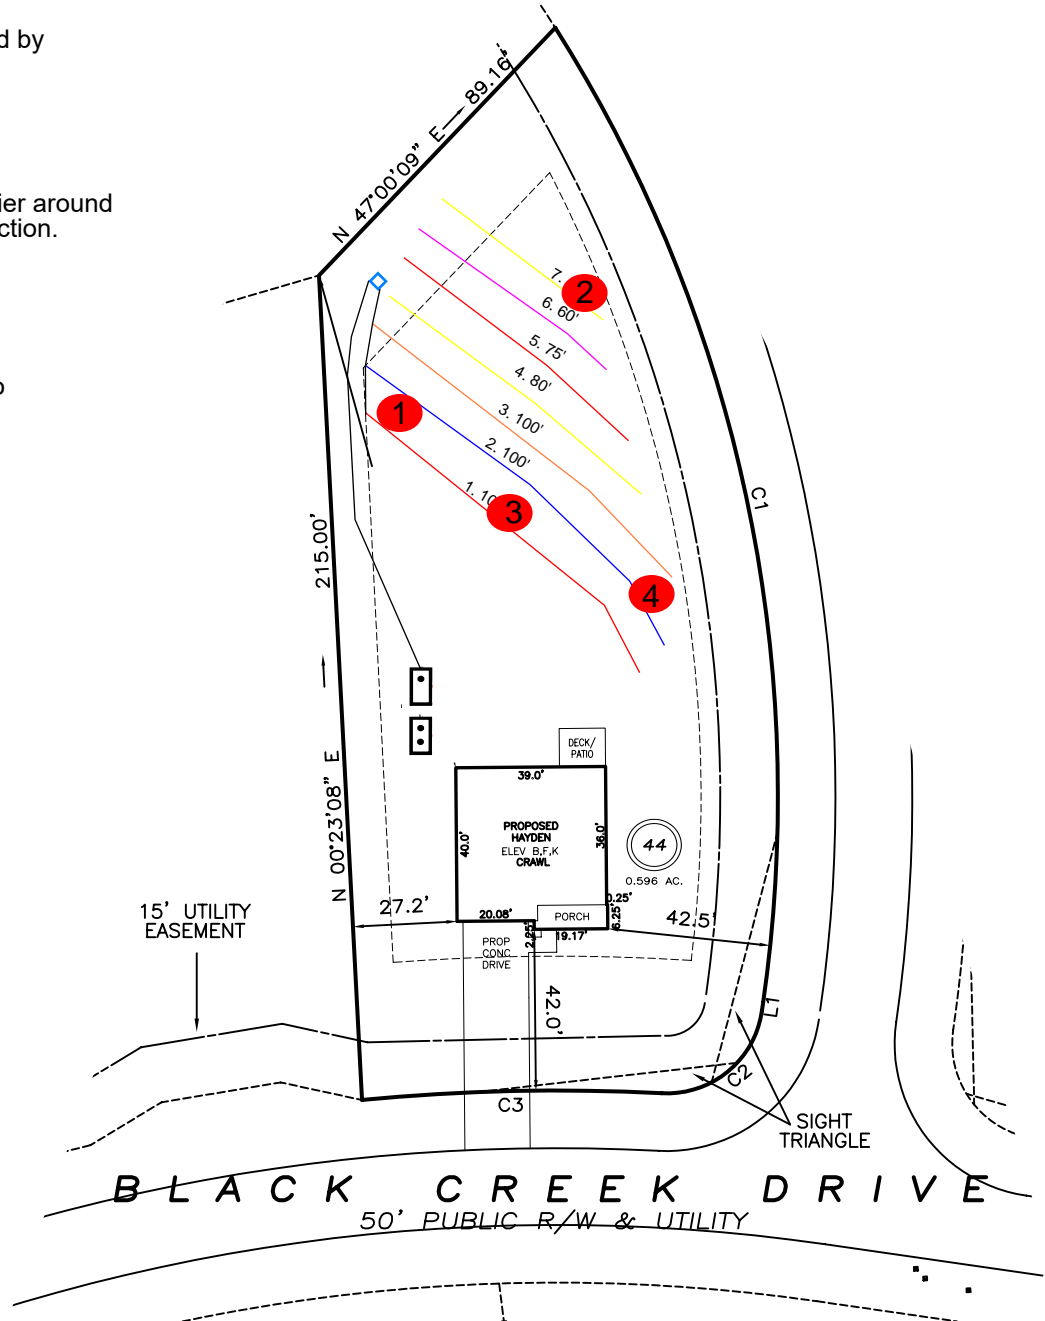 d by
ier around
ction.
N 47°00'09" E
89.16'
7.
2
6. 60'
5. 75'
4. 80'
3. 100'
2. 100'
1. 10
1
3
4
C1
215.00'
N 00°23'08" E
DECK/
PATIO
39.0'
40.0'
36.0'
PROPOSED
HAYDEN
ELEV B,F,K
CRAWL
44
0.596 AC.
15' UTILITY
EASEMENT
27.2'
20.08'
PORCH
0.25'
6.25'
42.5'
2.25'
19.17'
PROP
CONC
DRIVE
42.0'
L1
C2
C3
SIGHT
TRIANGLE
BLACK CREEK DRIVE
50' PUBLIC R/W & UTILITY